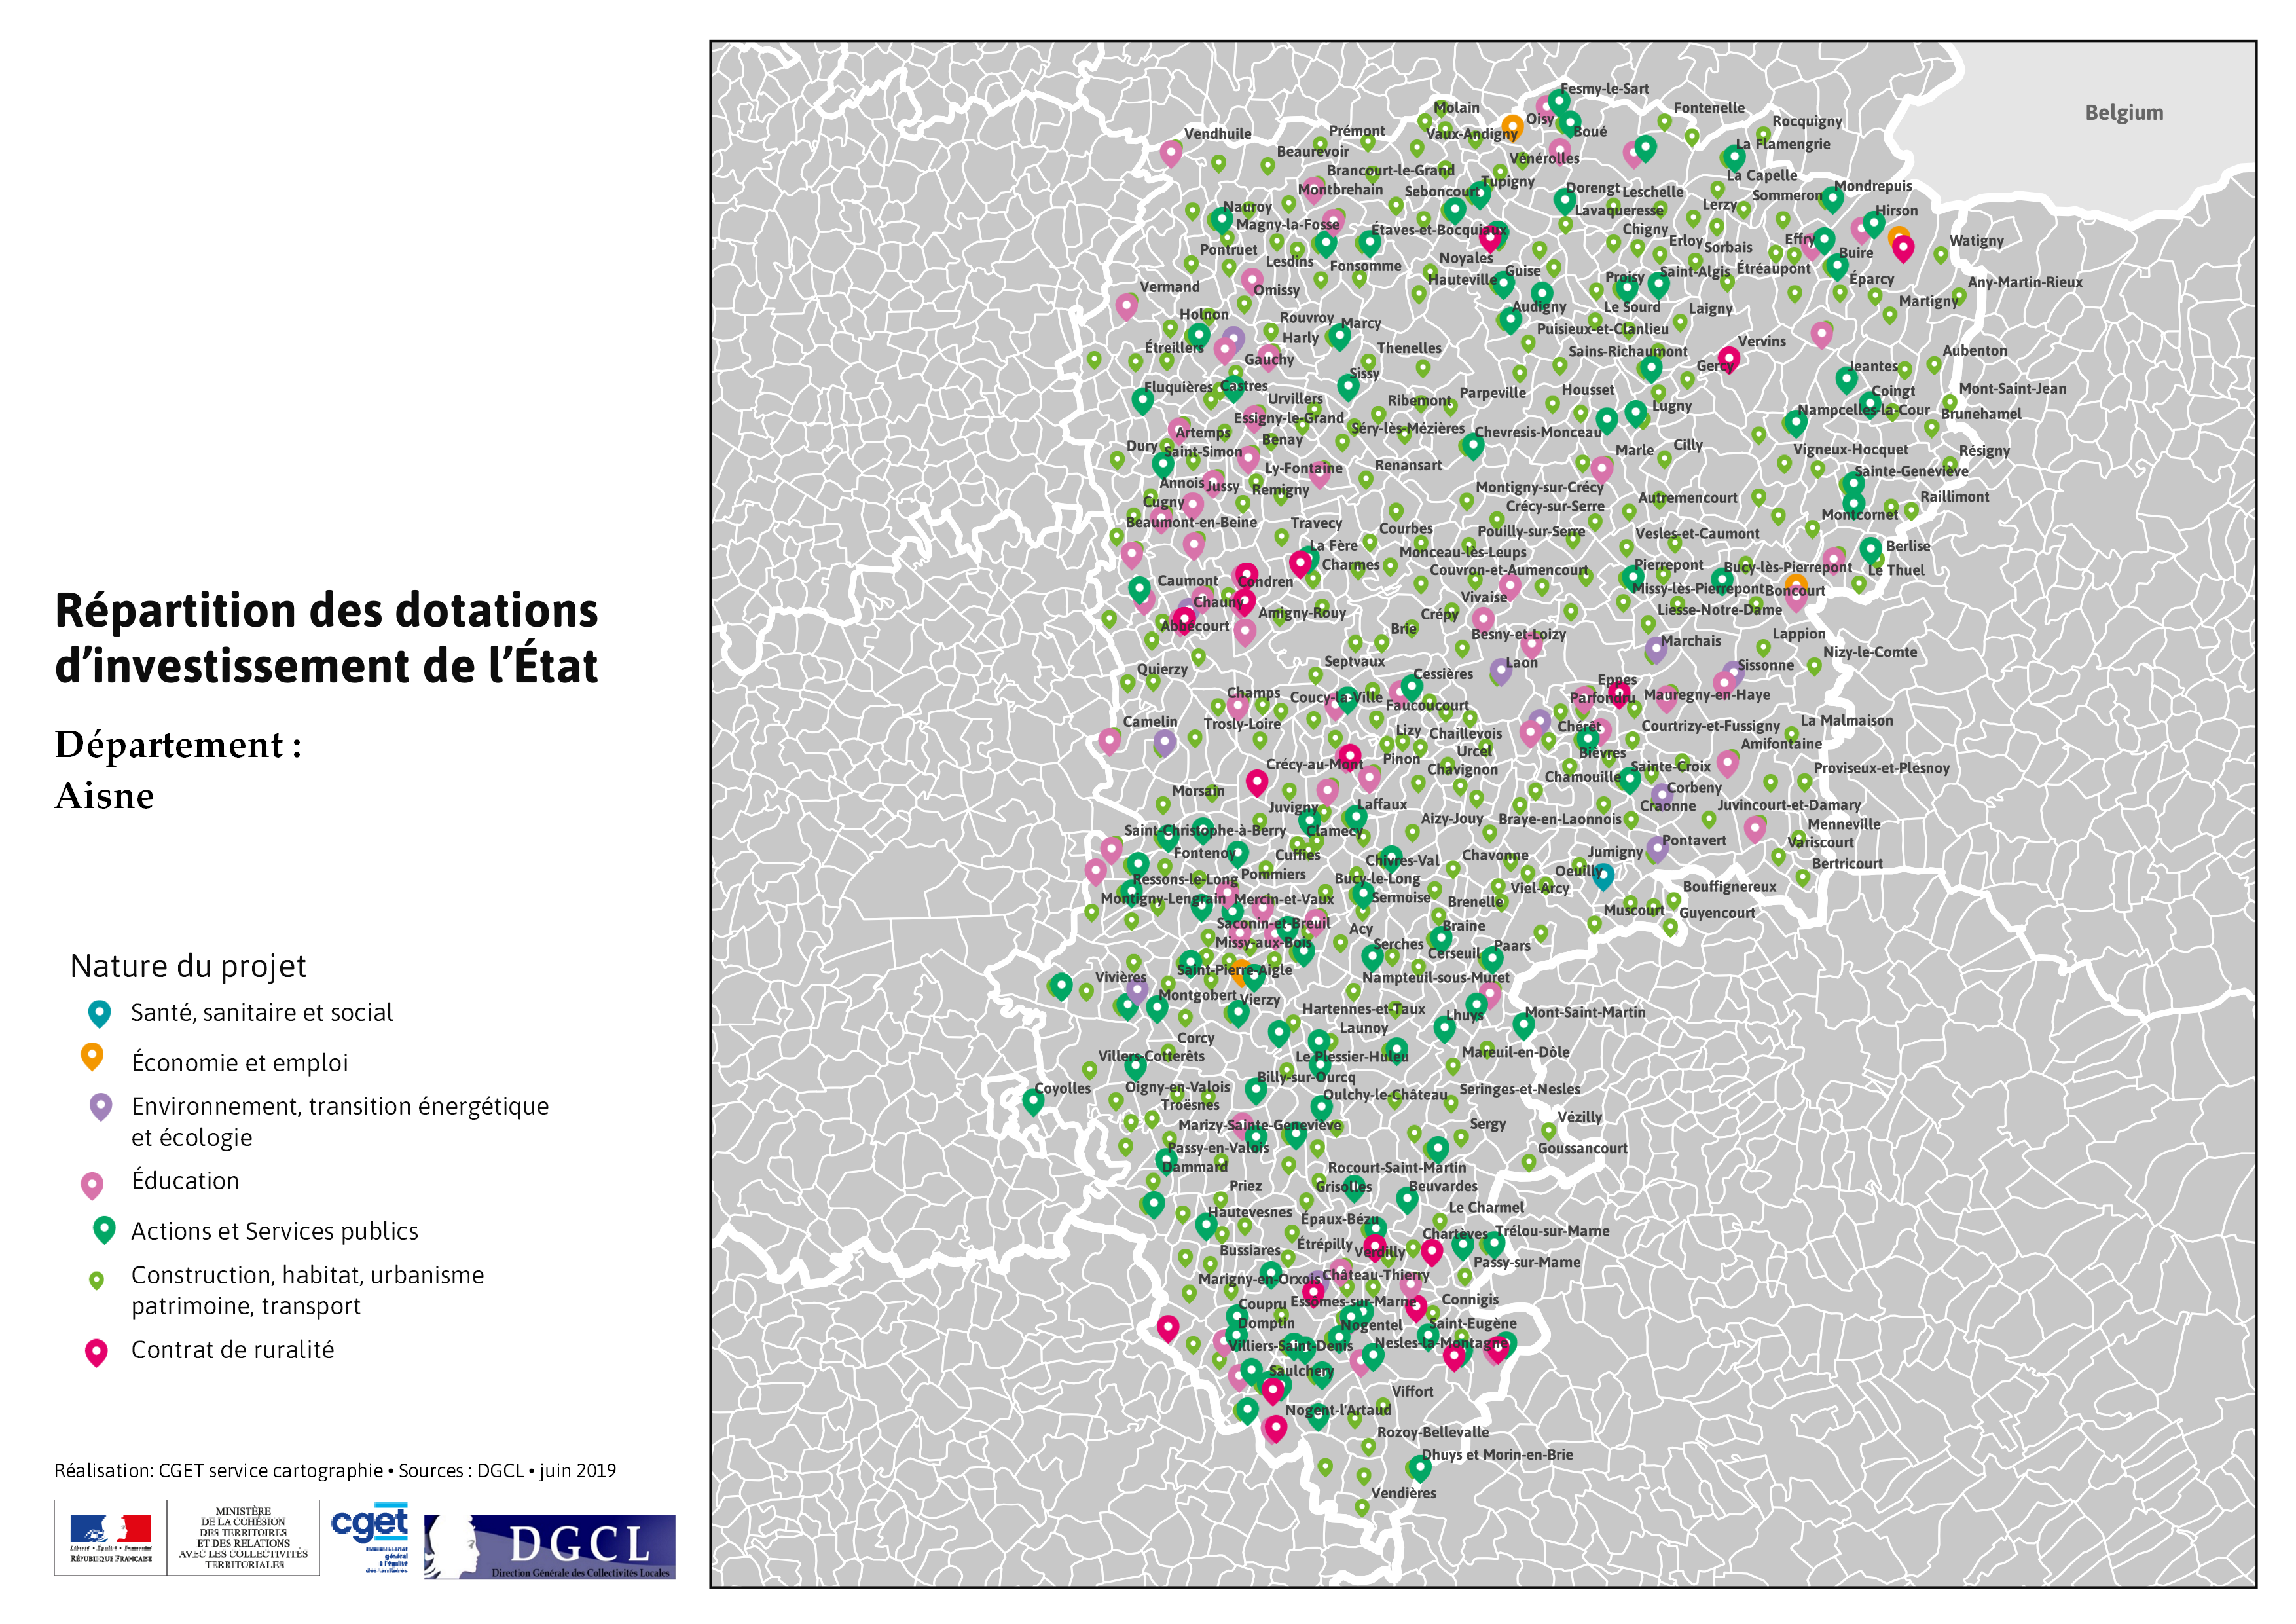 Répartition des dotations
d’investissement de l’État
Département :
Aisne
Nature du projet
Santé, sanitaire et social
Économie et emploi
Environnement, transition énergétique
et écologie
Éducation
Actions et Services publics
Construction, habitat, urbanisme
patrimoine, transport
Contrat de ruralité
Réalisation: CGET service cartographie • Sources : DGCL • juin 2019
Liberté • Égalité • Fraternité
RÉPUBLIQUE FRANÇAISE
MINISTÈRE
DE LA COHÉSION
DES TERRITOIRES
ET DES RELATIONS
AVEC LES COLLECTIVITÉS
TERRITORIALES
cget
Commissariat
général
à l'égalité
des territoires
DGCL
Direction Générale des Collectivités Locales
Belgium
Fesmy-le-Sart
Molain
Fontenelle
Oisy
Rocquigny
Vendhuile
Prémont
Vaux-Andigny
Boué
La Flamengrie
Beaurevoir
Vénérolles
Brancourt-le-Grand
La Capelle
Montbrehain
Seboncourt
Tupigny
Dorengt
Leschelle
Sommeron
Mondrepuis
Nauroy
Lavaqueresse
Lerzy
Hirson
Magny-la-Fosse
Étaves-et-Bocquiaux
Chigny
Erloy
Sorbais
Effry
Watigny
Pontruet
Lesdins
Fonsomme
Noyales
Guise
Proisy
Saint-Algis
Étréaupont
Buire
Éparcy
Any-Martin-Rieux
Vermand
Omissy
Hauteville
Audigny
Le Sourd
Laigny
Martigny
Holnon
Rouvroy
Marcy
Puisieux-et-Clanlieu
Harly
Vervins
Étreillers
Gauchy
Thenelles
Sains-Richaumont
Gercy
Aubenton
Jeantes
Fluquières
Castres
Sissy
Urvillers
Ribemont
Parpeville
Housset
Lugny
Coingt
Mont-Saint-Jean
Nampcelles-la-Cour
Brunehamel
Essigny-le-Grand
Artemps
Séry-lès-Mézières
Chevresis-Monceau
Dury
Benay
Saint-Simon
Marle
Cilly
Vigneux-Hocquet
Résigny
Ly-Fontaine
Renansart
Sainte-Geneviève
Annois
Jussy
Remigny
Montigny-sur-Crécy
Autremencourt
Raillimont
Cugny
Crécy-sur-Serre
Montcornet
Beaumont-en-Beine
Travecy
Courbes
Pouilly-sur-Serre
Vesles-et-Caumont
La Fère
Monceau-lès-Leups
Berlise
Charmes
Couvron-et-Aumencourt
Pierrepont
Bucy-lès-Pierrepont
Le Thuel
Caumont
Condren
Missy-lès-Pierrepont
Boncourt
Chauny
Vivaise
Amigny-Rouy
Crépy
Liesse-Notre-Dame
Abbécourt
Brie
Besny-et-Loizy
Marchais
Lappion
Nizy-le-Comte
Quierzy
Septvaux
Cessières
Laon
Sissonne
Eppes
Champs
Coucy-la-Ville
Parfondru
Mauregny-en-Haye
Faucoucourt
Camelin
Trosly-Loire
Lizy
Chaillevois
Chérêt
Courtrizy-et-Fussigny
La Malmaison
Urcel
Bièvres
Amifontaine
Crécy-au-Mont
Pinon
Chavignon
Chamouille
Sainte-Croix
Proviseux-et-Plesnoy
Morsain
Corbeny
Juvigny
Laffaux
Craonne
Juvincourt-et-Damary
Aizy-Jouy
Braye-en-Laonnois
Menneville
Saint-Christophe-à-Berry
Clamecy
Pontavert
Variscourt
Fontenoy
Cuffies
Chivres-Val
Chavonne
Jumigny
Bertricourt
Ressons-le-Long
Pommiers
Bucy-le-Long
Oeuilly
Viel-Arcy
Bouffignereux
Montigny-Lengrain
Mercin-et-Vaux
Sermoise
Brenelle
Muscourt
Guyencourt
Saconin-et-Breuil
Acy
Braine
Missy-aux-Bois
Serches
Cerseuil
Paars
Saint-Pierre-Aigle
Vivières
Nampteuil-sous-Muret
Montgobert
Vierzy
Hartennes-et-Taux
Lhuys
Mont-Saint-Martin
Corcy
Launoy
Villers-Cotterêts
Le Plessier-Huleu
Mareuil-en-Dôle
Billy-sur-Ourcq
Coyolles
Oigny-en-Valois
Oulchy-le-Château
Seringes-et-Nesles
Troësnes
Marizy-Sainte-Geneviève
Sergy
Vézilly
Passy-en-Valois
Goussancourt
Dammard
Rocourt-Saint-Martin
Priez
Grisolles
Beuvardes
Hautevesnes
Épaux-Bézu
Le Charmel
Étrépilly
Verdilly
Chartèves
Trélou-sur-Marne
Bussiares
Passy-sur-Marne
Marigny-en-Orxois
Château-Thierry
Coupru
Essômes-sur-Marne
Connigis
Domptin
Nogentel
Saint-Eugène
Villiers-Saint-Denis
Nesles-la-Montagne
Saulchery
Viffort
Nogent-l'Artaud
Rozoy-Bellevalle
Dhuys et Morin-en-Brie
Vendières